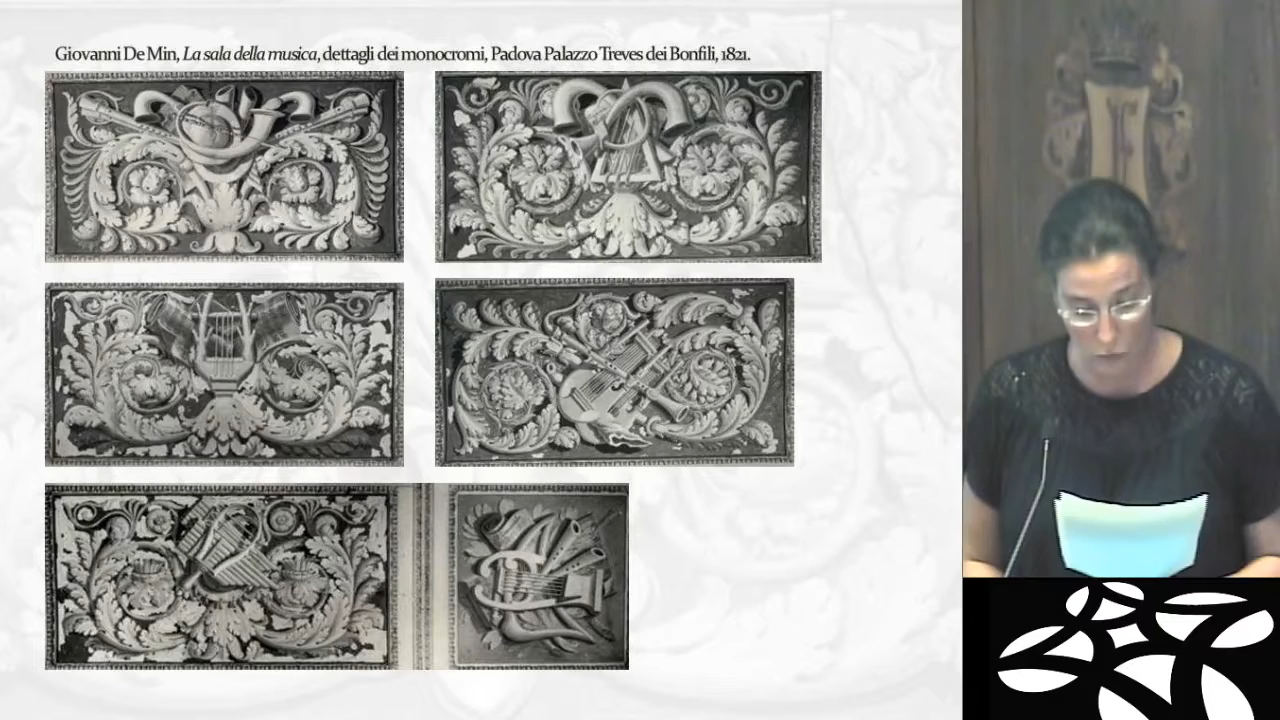 Giovanni De Min, La sala della musica, dettagli dei monocromi, Padova Palazzo Treves dei Bonfili, 1821.